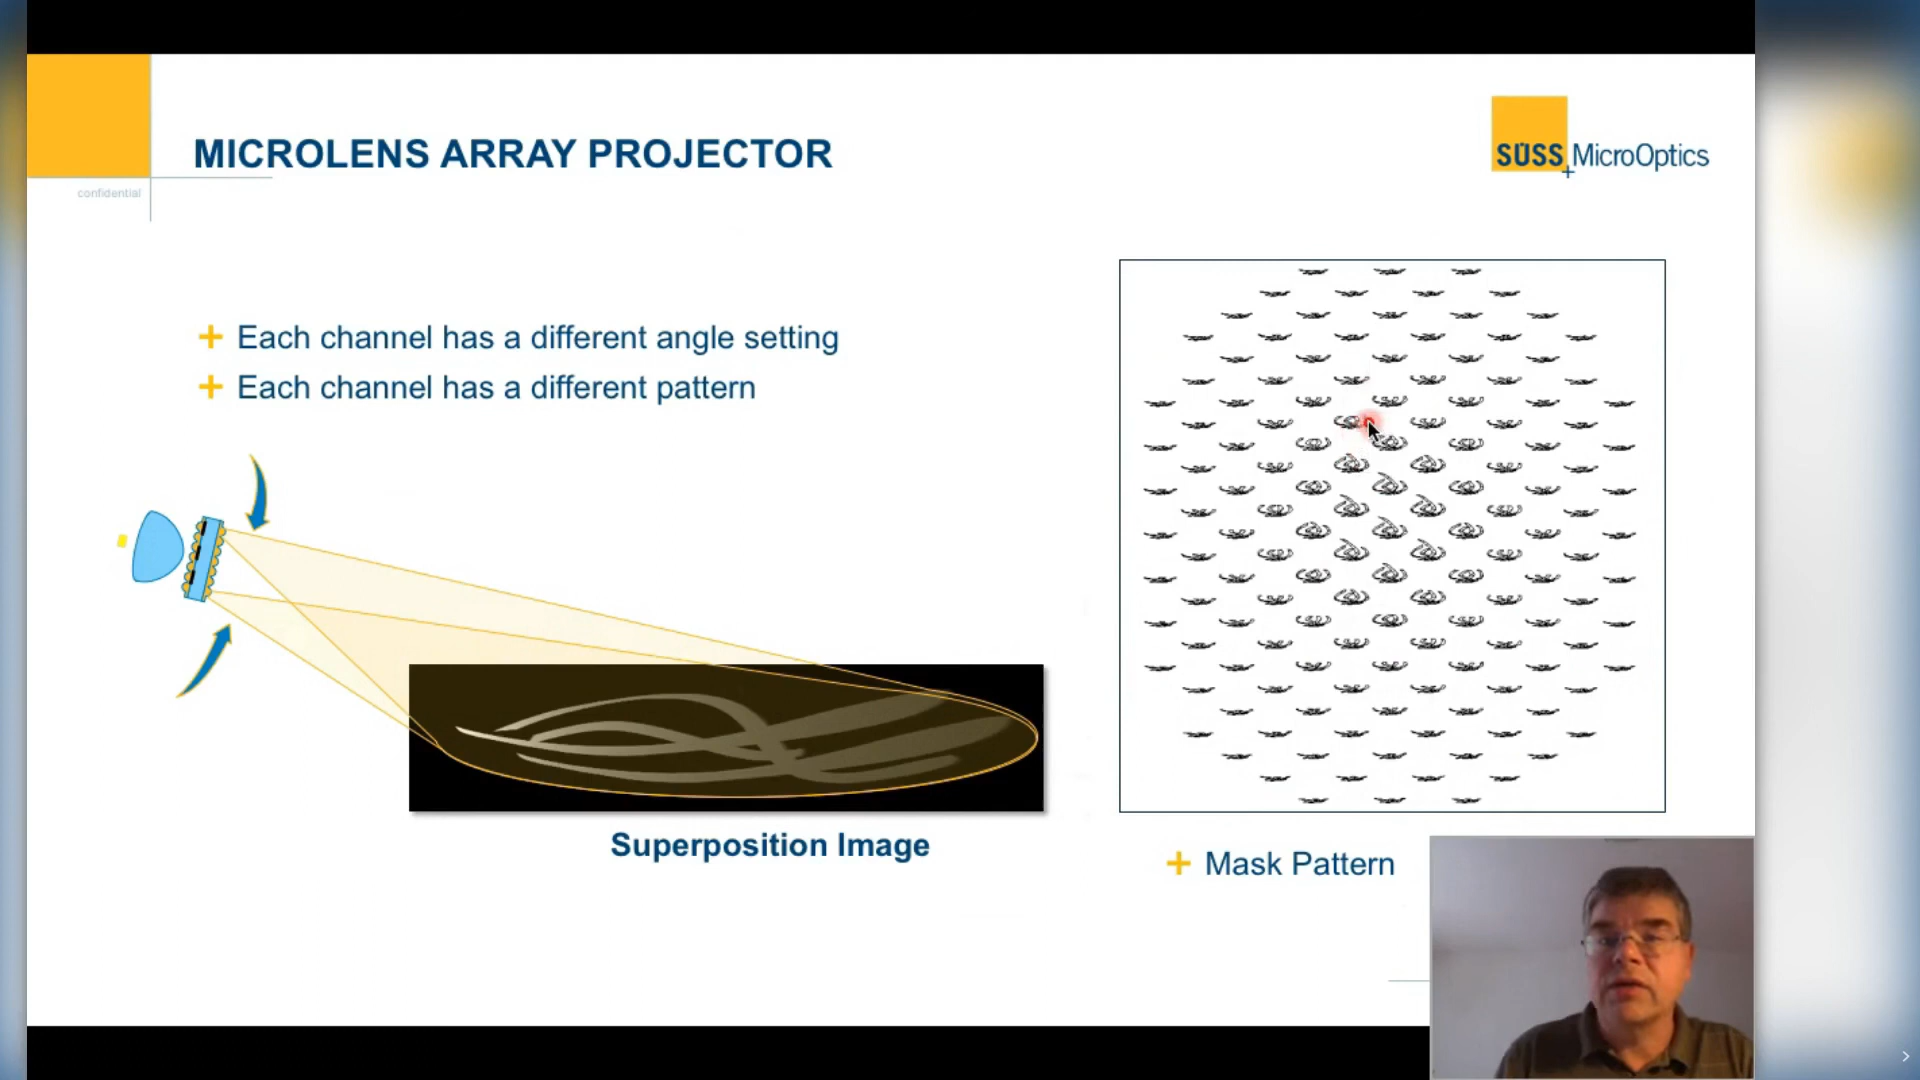 MICROLENS ARRAY PROJECTOR
SÜSS MicroOptics
confidential
Each channel has a different angle setting
Each channel has a different pattern
Superposition Image
Mask Pattern